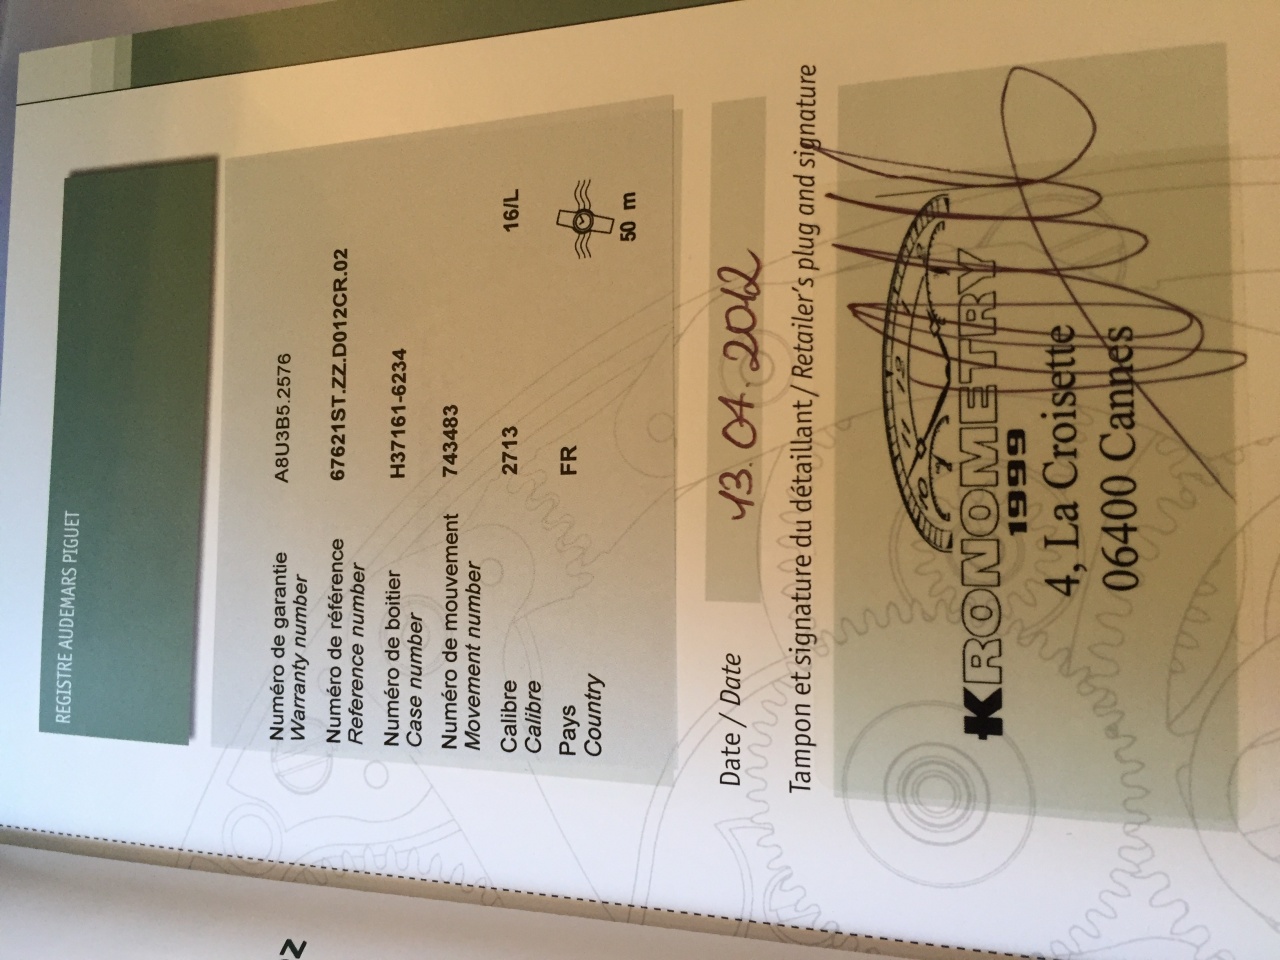 REGISTRE AUDEMARS PIGUET
Numéro de garantie A8U3B5.2576
Warranty number
Numéro de référence 67621ST.ZZ.D012CR.02
Reference number
Numéro de boitier H37161-6234
Case number
Numéro de mouvement 743483
Movement number
Calibre 2713 16/L
Calibre
Pays FR
Country
50 m
Date / Date 13.04.2012
Tampon et signature du détaillant / Retailer's plug and signature
KRONOMETRY
1999
4, La Croisette
06400 Cannes